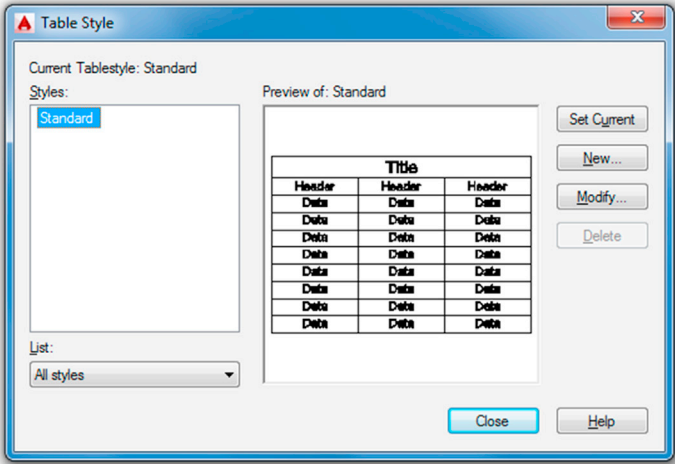 Table Style
Current Tablestyle: Standard
Styles:
Standard
List:
All styles
Preview of: Standard
Title
Header Header Header
Data Data Data
Data Data Data
Data Data Data
Data Data Data
Data Data Data
Data Data Data
Data Data Data
Data Data Data
Set Current
New...
Modify...
Delete
Close
Help